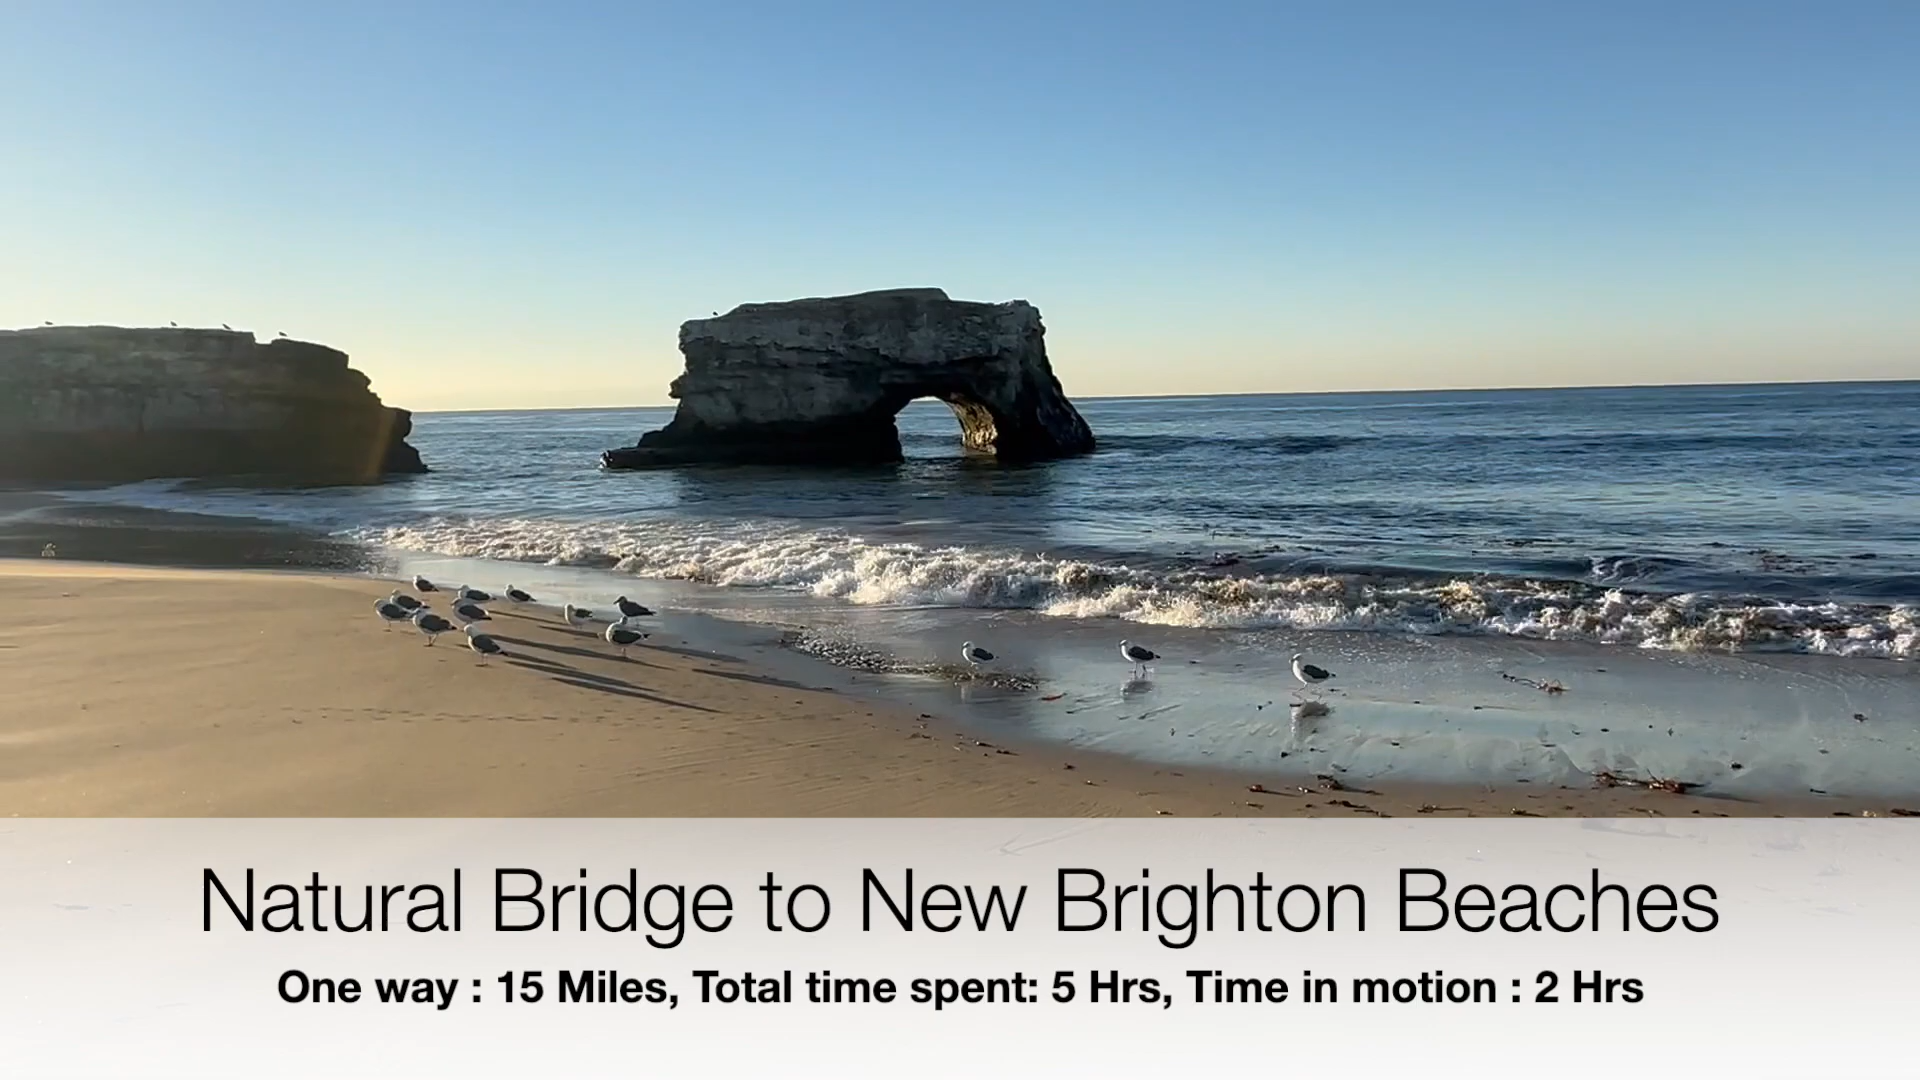 Natural Bridge to New Brighton Beaches
One way : 15 Miles, Total time spent: 5 Hrs, Time in motion : 2 Hrs